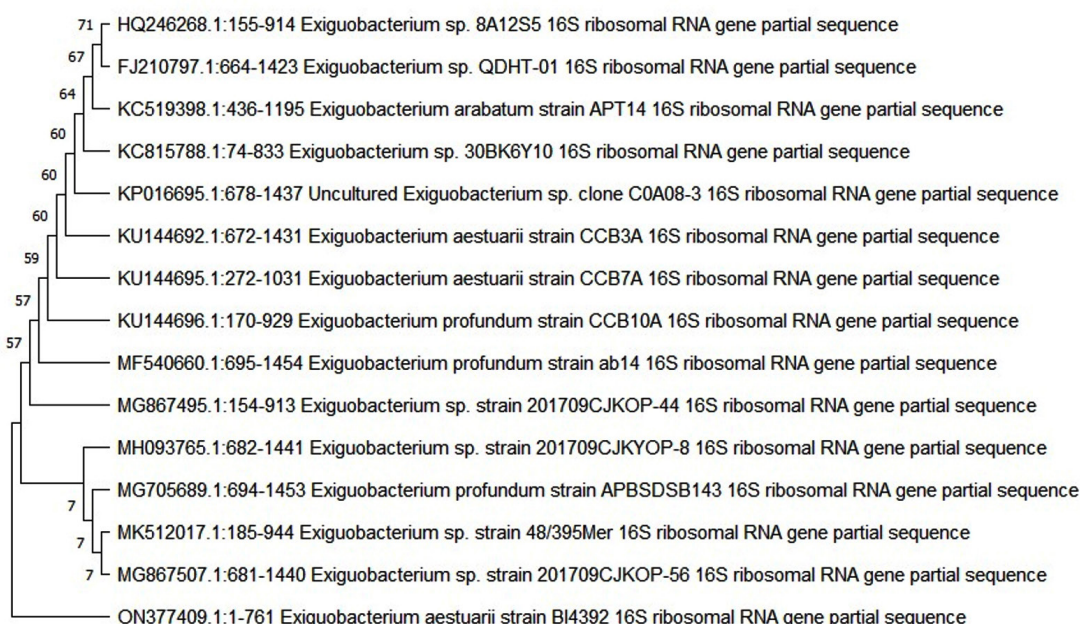 71 HQ246268.1:155-914 Exiguobacterium sp. 8A12S5 16S ribosomal RNA gene partial sequence
67 FJ210797.1:664-1423 Exiguobacterium sp. QDHT-01 16S ribosomal RNA gene partial sequence
64 KC519398.1:436-1195 Exiguobacterium arabatum strain APT14 16S ribosomal RNA gene partial sequence
60 KC815788.1:74-833 Exiguobacterium sp. 30BK6Y10 16S ribosomal RNA gene partial sequence
60 KP016695.1:678-1437 Uncultured Exiguobacterium sp. clone C0A08-3 16S ribosomal RNA gene partial sequence
60 KU144692.1:672-1431 Exiguobacterium aestuarii strain CCB3A 16S ribosomal RNA gene partial sequence
59 KU144695.1:272-1031 Exiguobacterium aestuarii strain CCB7A 16S ribosomal RNA gene partial sequence
57 KU144696.1:170-929 Exiguobacterium profundum strain CCB10A 16S ribosomal RNA gene partial sequence
57 MF540660.1:695-1454 Exiguobacterium profundum strain ab14 16S ribosomal RNA gene partial sequence
MG867495.1:154-913 Exiguobacterium sp. strain 201709CJKOP-44 16S ribosomal RNA gene partial sequence
MH093765.1:682-1441 Exiguobacterium sp. strain 201709CJKYOP-8 16S ribosomal RNA gene partial sequence
7 MG705689.1:694-1453 Exiguobacterium profundum strain APBSDSB143 16S ribosomal RNA gene partial sequence
7 MK512017.1:185-944 Exiguobacterium sp. strain 48/395Mer 16S ribosomal RNA gene partial sequence
7 MG867507.1:681-1440 Exiguobacterium sp. strain 201709CJKOP-56 16S ribosomal RNA gene partial sequence
ON377409.1:1-761 Exiguobacterium aestuarii strain BI4392 16S ribosomal RNA gene partial sequence